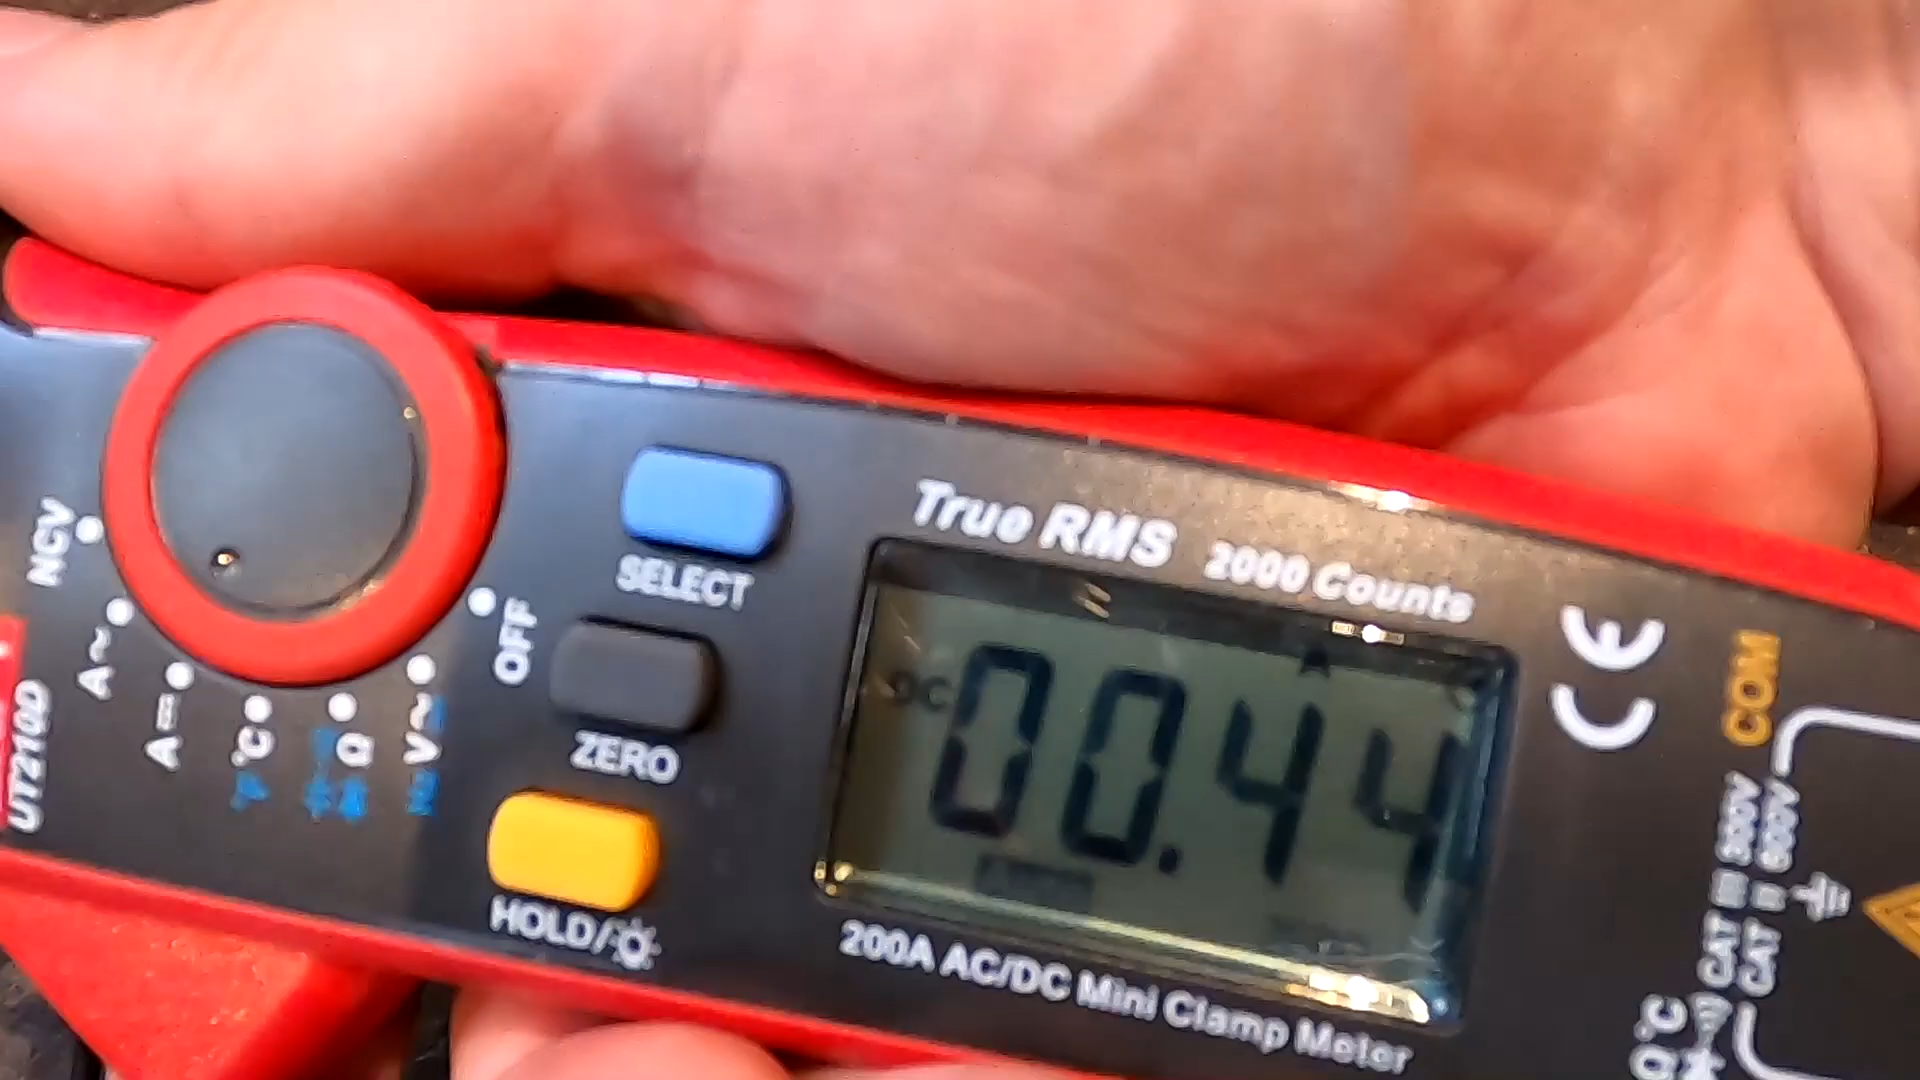 True RMS 2000 Counts
SELECT
ZERO
HOLD/
OFF
NCV
A~
A⎓
°C
°F
Ω
V~
Hz
UT210D
DC
A
00.44
200A AC/DC Mini Clamp Meter
CE
COM
CAT III 300V
CAT II 600V
Ω°C